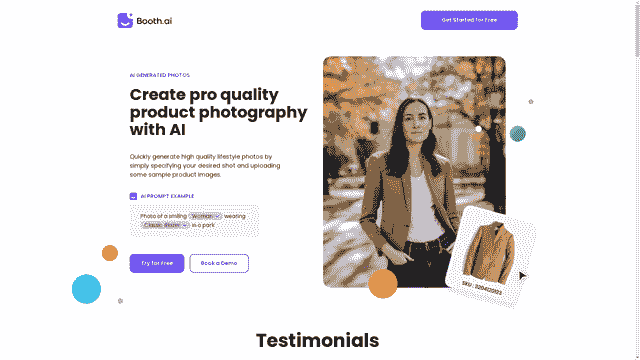 Booth.ai
Get Started for Free
AI GENERATED PHOTOS
Create pro quality
product photography
with AI
Quickly generate high quality lifestyle photos by
simply specifying your desired shot and uploading
some sample product images.
AI PROMPT EXAMPLE
Photo of a smiling Woman wearing
Classic Blazer in a park
Try for Free
Book a Demo
Testimonials